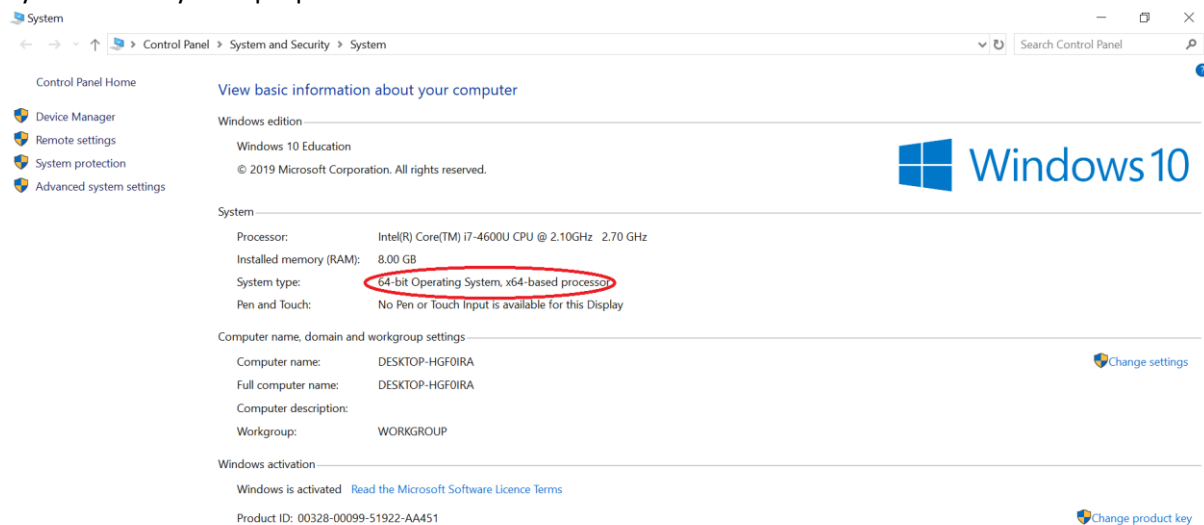 System
Control Panel > System and Security > System
Search Control Panel
Control Panel Home
Device Manager
Remote settings
System protection
Advanced system settings
View basic information about your computer
Windows edition
Windows 10 Education
© 2019 Microsoft Corporation. All rights reserved.
Windows 10
System
Processor: Intel(R) Core(TM) i7-4600U CPU @ 2.10GHz 2.70 GHz
Installed memory (RAM): 8.00 GB
System type: 64-bit Operating System, x64-based processor
Pen and Touch: No Pen or Touch Input is available for this Display
Computer name, domain and workgroup settings
Computer name: DESKTOP-HGF0IRA
Change settings
Full computer name: DESKTOP-HGF0IRA
Computer description:
Workgroup: WORKGROUP
Windows activation
Windows is activated Read the Microsoft Software Licence Terms
Product ID: 00328-00099-51922-AA451
Change product key